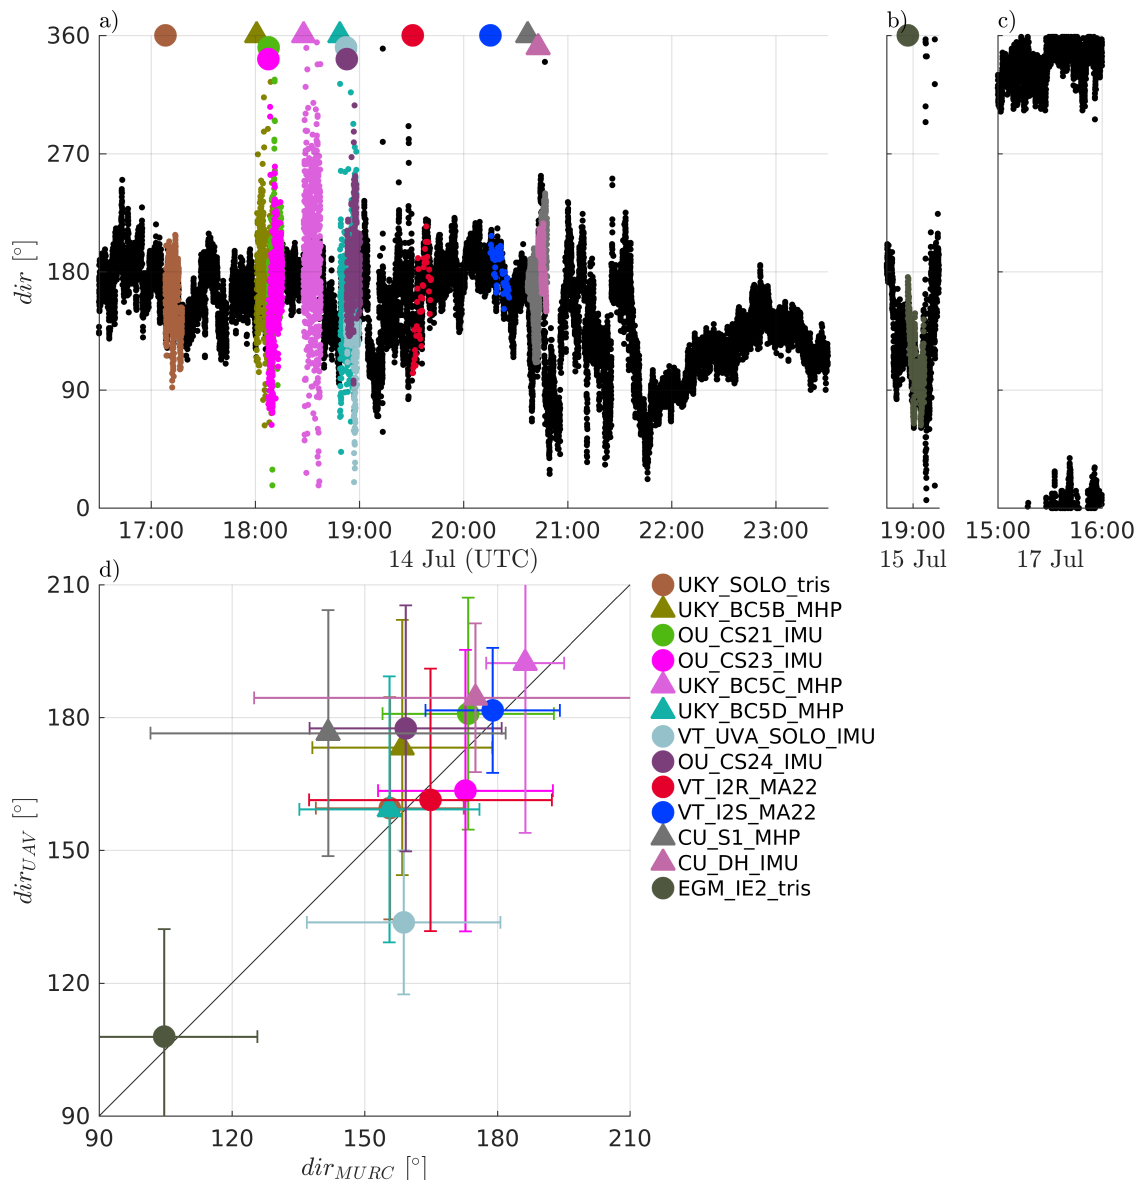 a)
b)
c)
360
270
180
90
0
dir [°]
17:00
18:00
19:00
20:00
21:00
22:00
23:00
19:00
15:00
16:00
14 Jul (UTC)
15 Jul
17 Jul
d)
210
180
150
120
90
dir_UAV [°]
90
120
150
180
210
dir_MURC [°]
UKY_SOLO_tris
UKY_BC5B_MHP
OU_CS21_IMU
OU_CS23_IMU
UKY_BC5C_MHP
UKY_BC5D_MHP
VT_UVA_SOLO_IMU
OU_CS24_IMU
VT_I2R_MA22
VT_I2S_MA22
CU_S1_MHP
CU_DH_IMU
EGM_IE2_tris